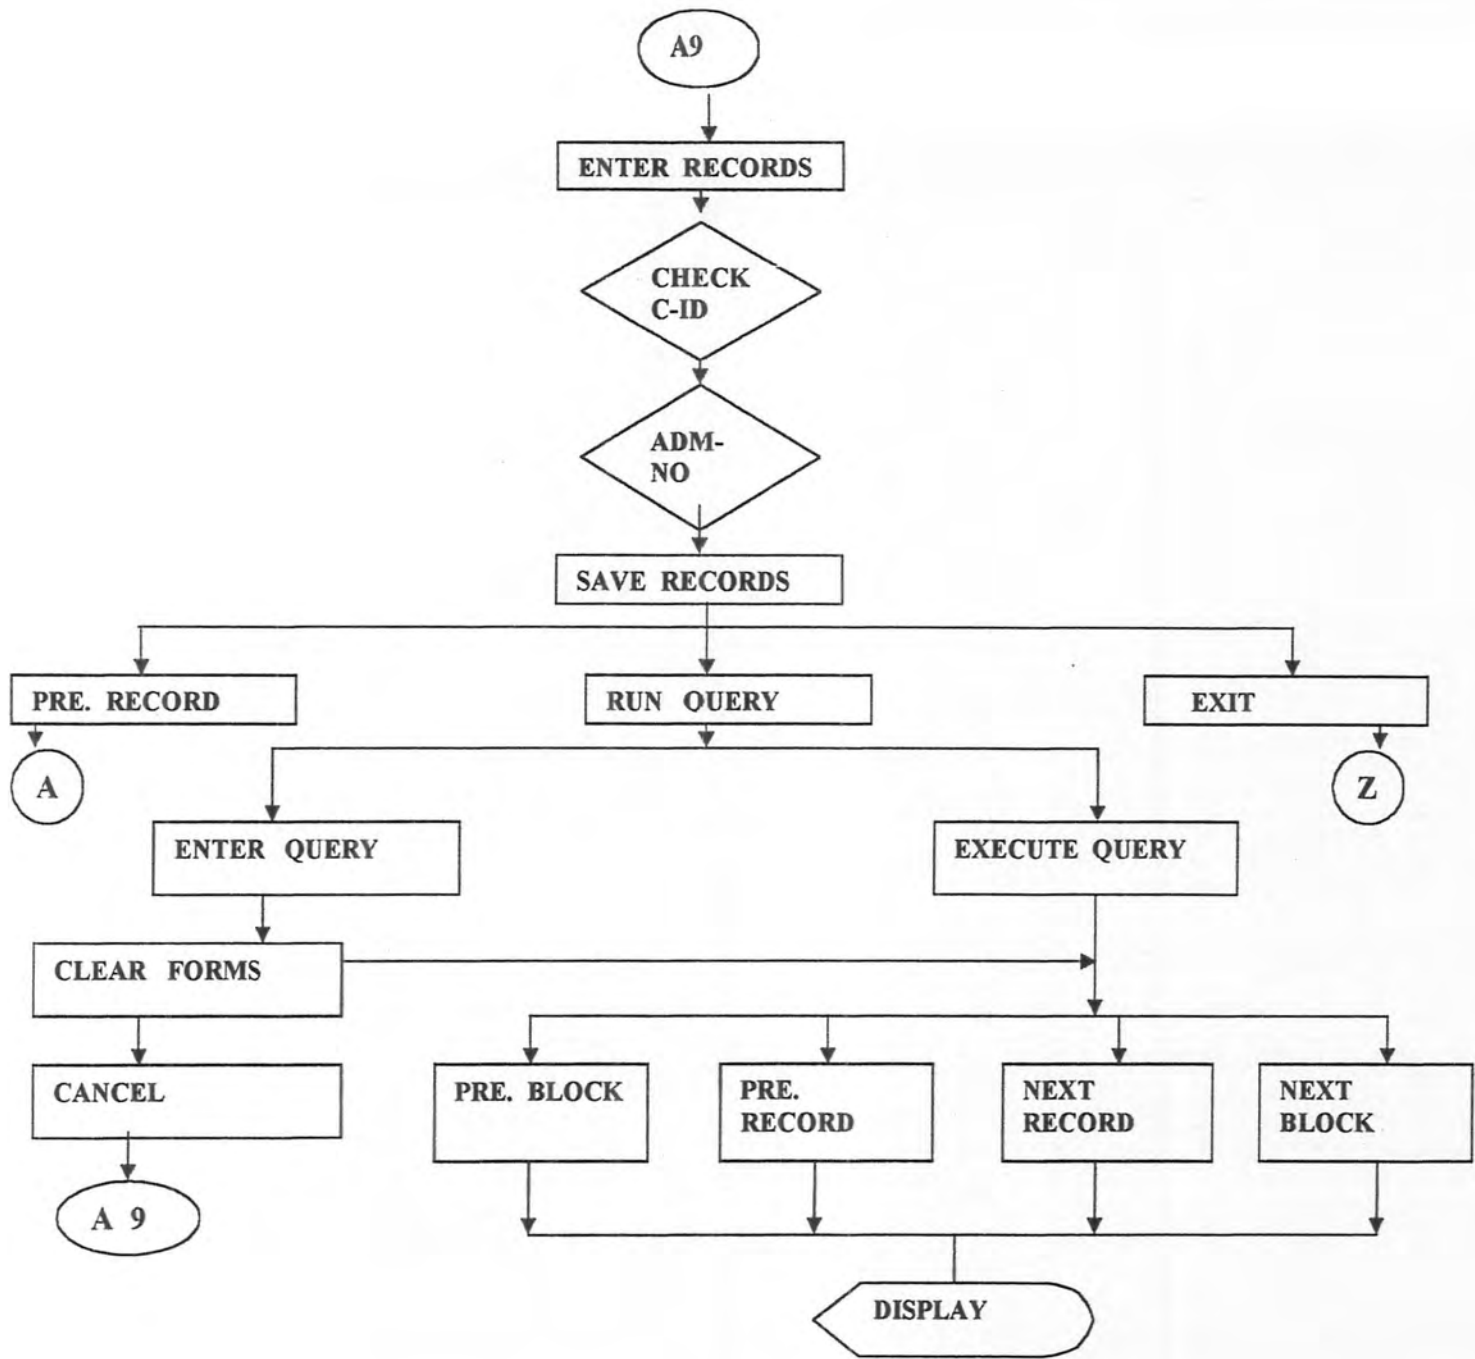 A9
ENTER RECORDS
CHECK
C-ID
ADM-
NO
SAVE RECORDS
PRE. RECORD
RUN QUERY
EXIT
A
Z
ENTER QUERY
EXECUTE QUERY
CLEAR FORMS
CANCEL
PRE. BLOCK
PRE.
RECORD
NEXT
RECORD
NEXT
BLOCK
A 9
DISPLAY